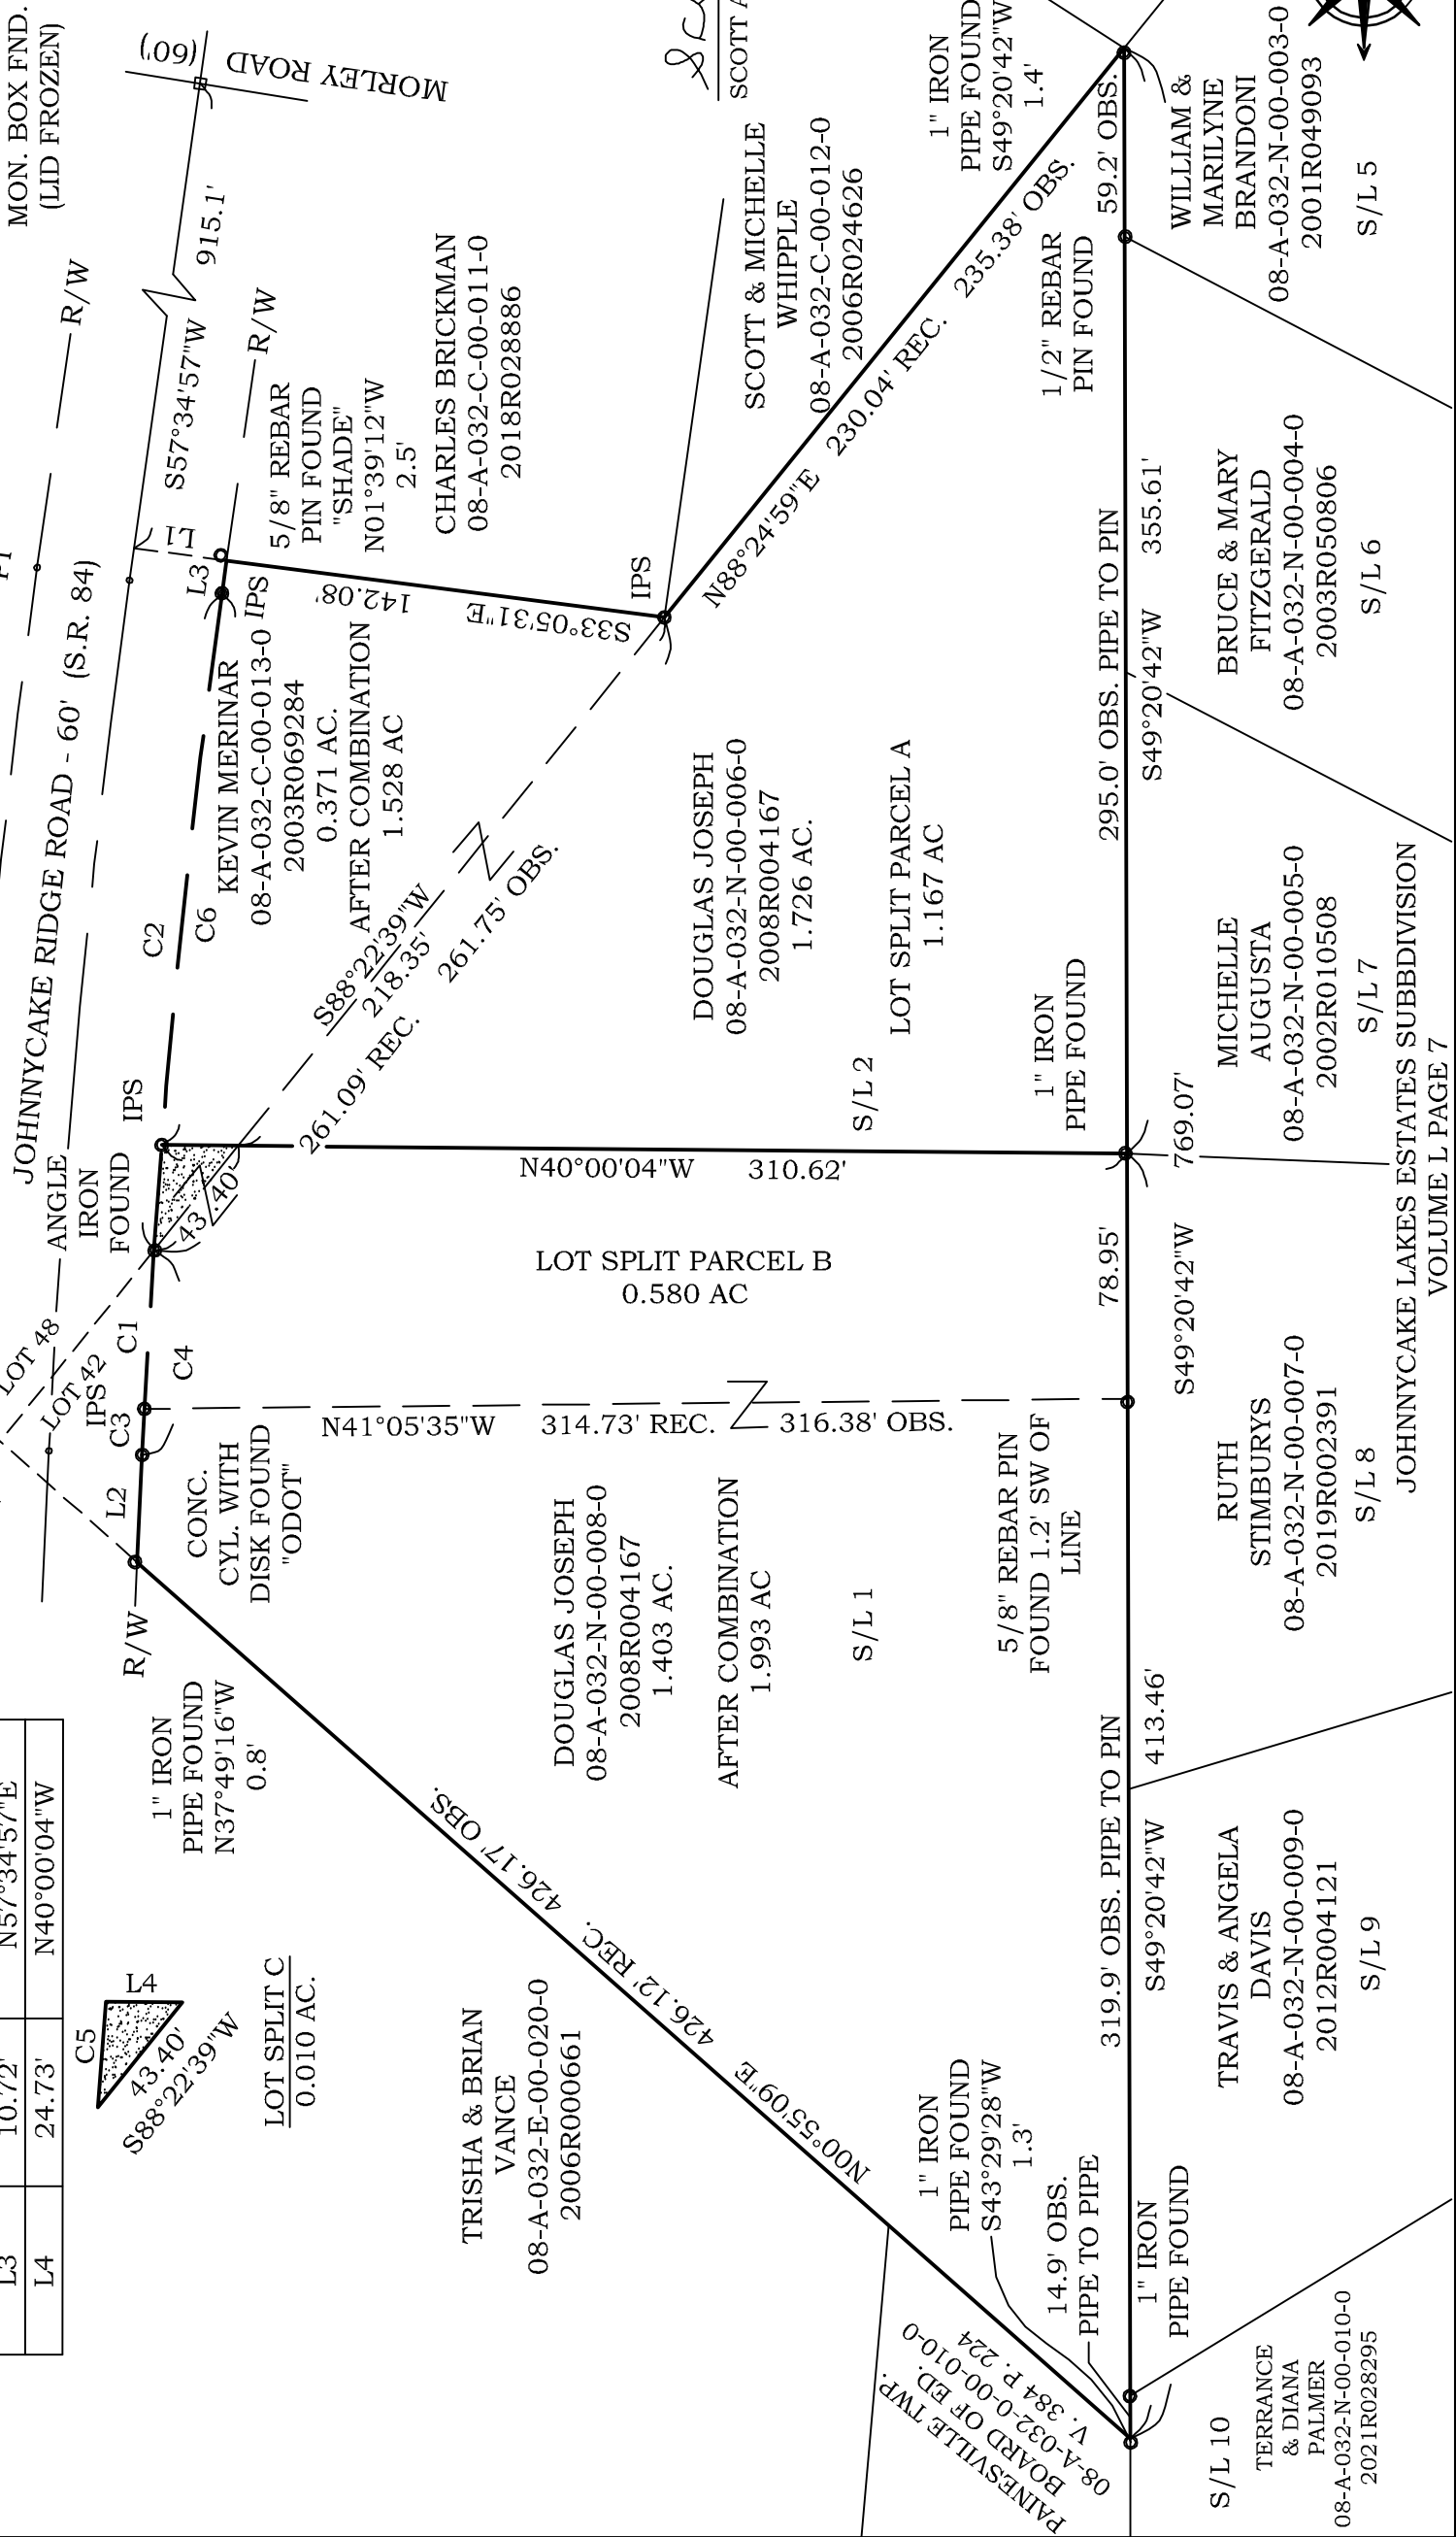 MON. BOX FND.
(LID FROZEN)
MORLEY ROAD (60')
915.1'
S57°34'57"W
R/W
R/W
JOHNNYCAKE RIDGE ROAD - 60' (S.R. 84)
L1
L3
IPS
5/8" REBAR
PIN FOUND
"SHADE"
N01°39'12"W
2.5'
CHARLES BRICKMAN
08-A-032-C-00-011-0
2018R028886
SCOTT & MICHELLE
WHIPPLE
08-A-032-C-00-012-0
2006R024626
SCOTT
1" IRON
PIPE FOUND
S49°20'42"W
1.4'
S33°05'31"E 142.08'
IPS
N88°24'59"E 230.04' REC. 235.38' OBS.
KEVIN MERINAR
08-A-032-C-00-013-0
2003R069284
0.371 AC.
AFTER COMBINATION
1.528 AC
C2
C6
S88°22'39"W
218.35'
261.09' REC. 261.75' OBS.
43.40'
IPS
ANGLE
IRON
FOUND
DOUGLAS JOSEPH
08-A-032-N-00-006-0
2008R004167
1.726 AC.
S/L 2
LOT SPLIT PARCEL A
1.167 AC
1/2" REBAR
PIN FOUND
59.2' OBS.
295.0' OBS. PIPE TO PIN
S49°20'42"W 355.61'
1" IRON
PIPE FOUND
N40°00'04"W 310.62'
LOT SPLIT PARCEL B
0.580 AC
78.95'
S49°20'42"W 769.07'
LOT 48
LOT 42
IPS
C1
C3
C4
L2
CONC.
CYL. WITH
DISK FOUND
"ODOT"
N41°05'35"W 314.73' REC. 316.38' OBS.
5/8" REBAR PIN
FOUND 1.2' SW OF
LINE
DOUGLAS JOSEPH
08-A-032-N-00-008-0
2008R004167
1.403 AC.
AFTER COMBINATION
1.993 AC
S/L 1
R/W
1" IRON
PIPE FOUND
N37°49'16"W
0.8'
N00°55'09"E 426.12' REC. 426.17' OBS.
319.9' OBS. PIPE TO PIN
S49°20'42"W 413.46'
L3 10.72' N57°34'57"E
L4 24.73' N40°00'04"W
C5
L4
43.40'
S88°22'39"W
LOT SPLIT C
0.010 AC.
TRISHA & BRIAN
VANCE
08-A-032-E-00-020-0
2006R000661
1" IRON
PIPE FOUND
S43°29'28"W
1.3'
14.9' OBS.
PIPE TO PIPE
1" IRON
PIPE FOUND
PAINESVILLE TWP.
BOARD OF ED.
08-A-032-0-00-010-0
V. 384 P. 224
WILLIAM &
MARILYNE
BRANDONI
08-A-032-N-00-003-0
2001R049093
S/L 5
BRUCE & MARY
FITZGERALD
08-A-032-N-00-004-0
2003R050806
S/L 6
MICHELLE
AUGUSTA
08-A-032-N-00-005-0
2002R010508
S/L 7
RUTH
STIMBURYS
08-A-032-N-00-007-0
2019R002391
S/L 8
TRAVIS & ANGELA
DAVIS
08-A-032-N-00-009-0
2012R004121
S/L 9
S/L 10
TERRANCE
& DIANA
PALMER
08-A-032-N-00-010-0
2021R028295
JOHNNYCAKE LAKES ESTATES SUBBDIVISION
VOLUME L PAGE 7